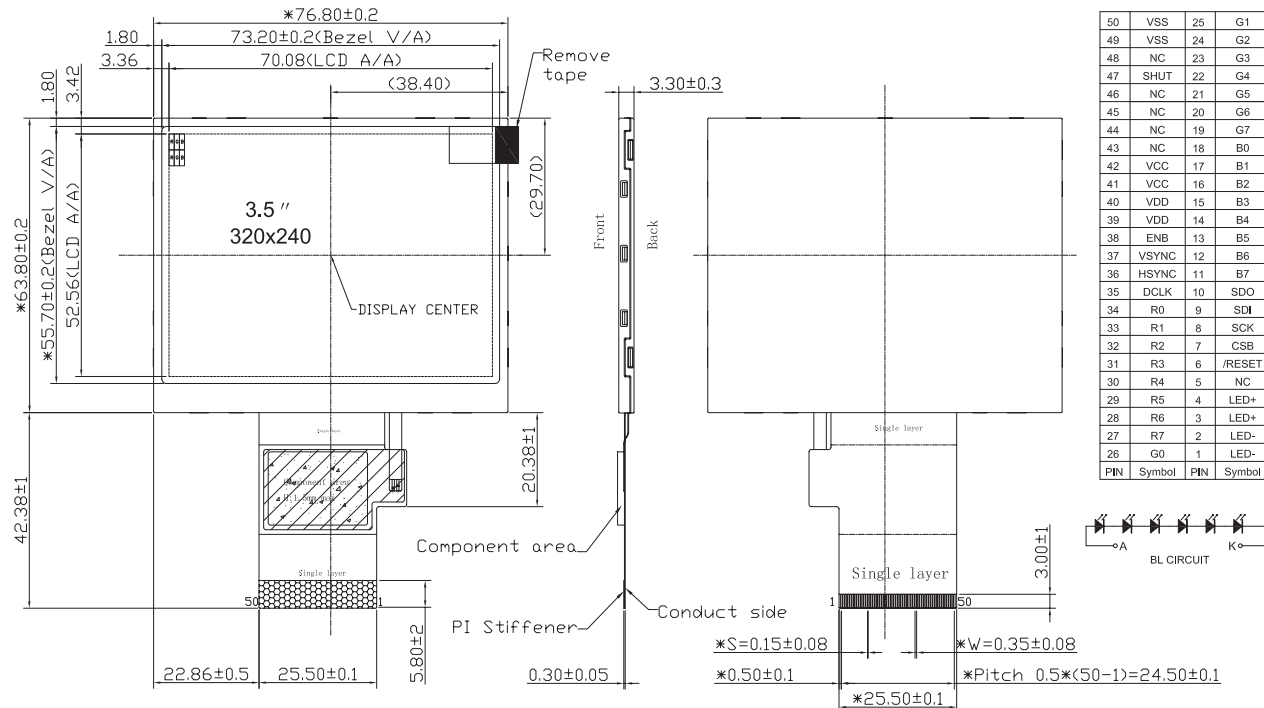 *76.80±0.2
1.80
73.20±0.2(Bezel V/A)
3.36
70.08(LCD A/A)
(38.40)
Remove
tape
3.30±0.3
1.80
3.42
*63.80±0.2
*55.70±0.2(Bezel V/A)
52.56(LCD A/A)
(29.70)
3.5 "
320x240
DISPLAY CENTER
Front
Back
Single layer
Component area
Single layer
50
1
42.38±1
20.38±1
5.80±2
22.86±0.5
25.50±0.1
Component area
PI Stiffener
Conduct side
0.30±0.05
Single layer
Single layer
1
50
3.00±1
*S=0.15±0.08
*W=0.35±0.08
*0.50±0.1
*Pitch 0.5*(50-1)=24.50±0.1
*25.50±0.1
50 VSS 25 G1
49 VSS 24 G2
48 NC 23 G3
47 SHUT 22 G4
46 NC 21 G5
45 NC 20 G6
44 NC 19 G7
43 NC 18 B0
42 VCC 17 B1
41 VCC 16 B2
40 VDD 15 B3
39 VDD 14 B4
38 ENB 13 B5
37 VSYNC 12 B6
36 HSYNC 11 B7
35 DCLK 10 SDO
34 R0 9 SDI
33 R1 8 SCK
32 R2 7 CSB
31 R3 6 /RESET
30 R4 5 NC
29 R5 4 LED+
28 R6 3 LED+
27 R7 2 LED-
26 G0 1 LED-
PIN Symbol PIN Symbol
A
K
BL CIRCUIT